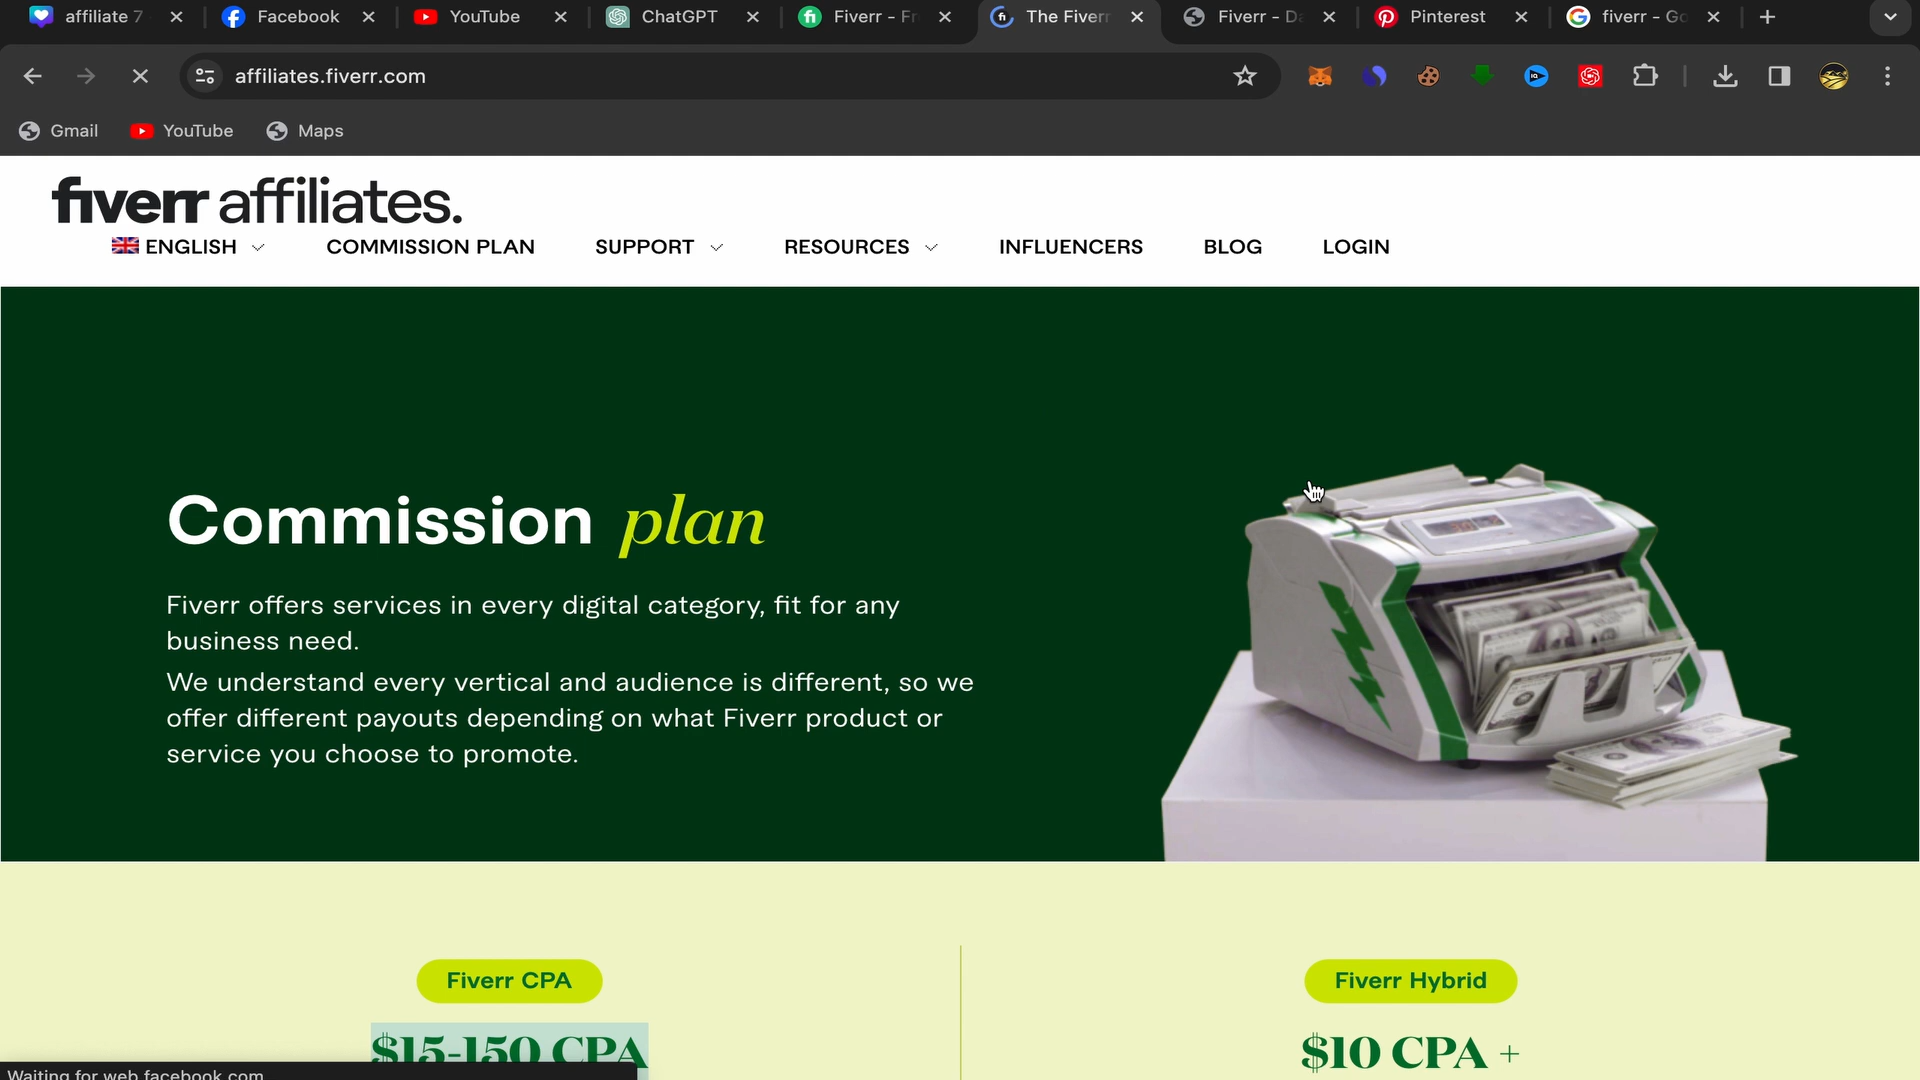 affiliate 7
Facebook
YouTube
ChatGPT
Fiverr - Fr
The Fiverr
Fiverr - Da
Pinterest
fiverr - Go
affiliates.fiverr.com
Gmail
YouTube
Maps
fiverr affiliates.
ENGLISH
COMMISSION PLAN
SUPPORT
RESOURCES
INFLUENCERS
BLOG
LOGIN
Commission plan
Fiverr offers services in every digital category, fit for any
business need.
We understand every vertical and audience is different, so we
offer different payouts depending on what Fiverr product or
service you choose to promote.
Fiverr CPA
Fiverr Hybrid
$15-150 CPA
$10 CPA +
Waiting for web.facebook.com